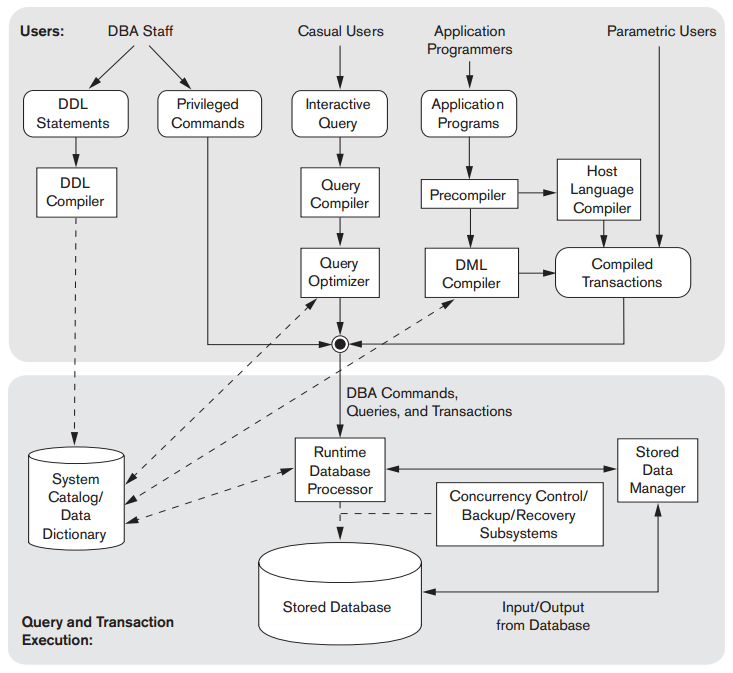 Users:
DBA Staff
Casual Users
Application
Programmers
Parametric Users
DDL
Statements
Privileged
Commands
Interactive
Query
Application
Programs
DDL
Compiler
Query
Compiler
Precompiler
Host
Language
Compiler
Query
Optimizer
DML
Compiler
Compiled
Transactions
DBA Commands,
Queries, and Transactions
System
Catalog/
Data
Dictionary
Runtime
Database
Processor
Stored
Data
Manager
Concurrency Control/
Backup/Recovery
Subsystems
Stored Database
Input/Output
from Database
Query and Transaction
Execution: